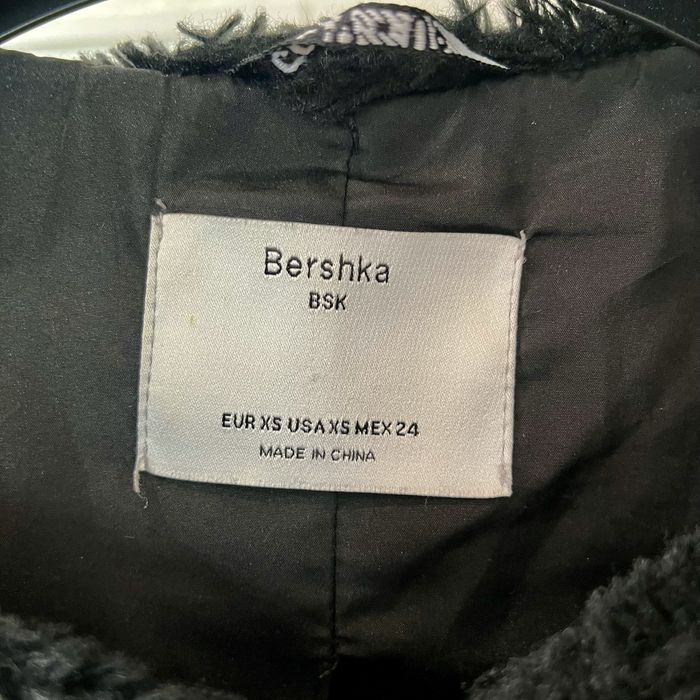 Bershka
BSK
EUR XS USA XS MEX 24
MADE IN CHINA